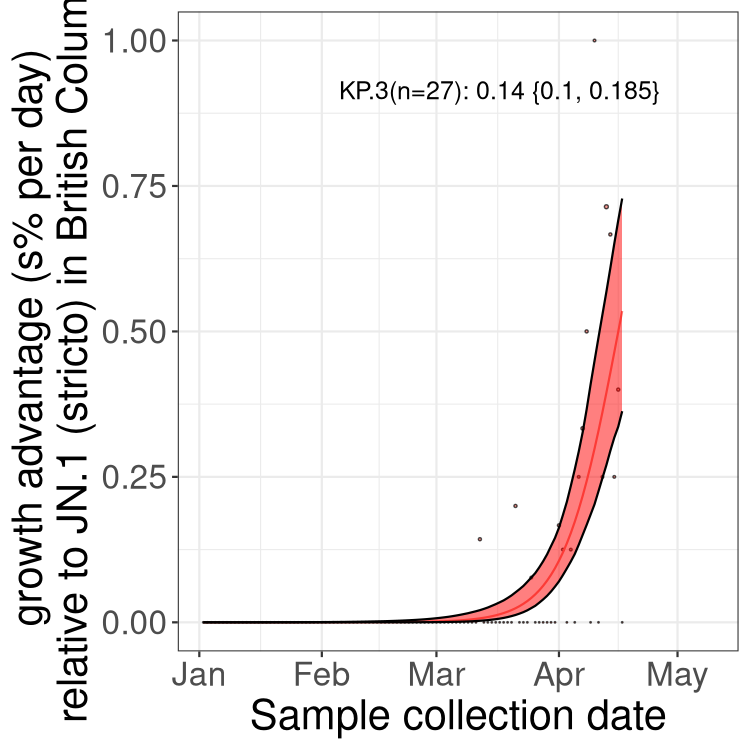 growth advantage (s% per day)
relative to JN.1 (stricto) in British Colum
1.00
0.75
0.50
0.25
0.00
KP.3(n=27): 0.14 {0.1, 0.185}
Jan Feb Mar Apr May
Sample collection date